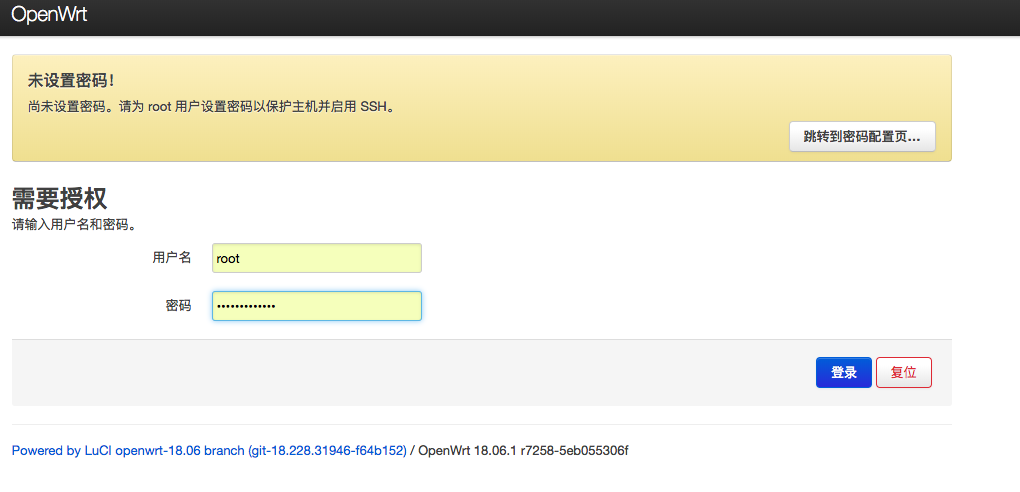 OpenWrt
未设置密码！
尚未设置密码。请为 root 用户设置密码以保护主机并启用 SSH。
跳转到密码配置页...
需要授权
请输入用户名和密码。
用户名 root
密码 •••••••••••••
登录 复位
Powered by LuCI openwrt-18.06 branch (git-18.228.31946-f64b152) / OpenWrt 18.06.1 r7258-5eb055306f